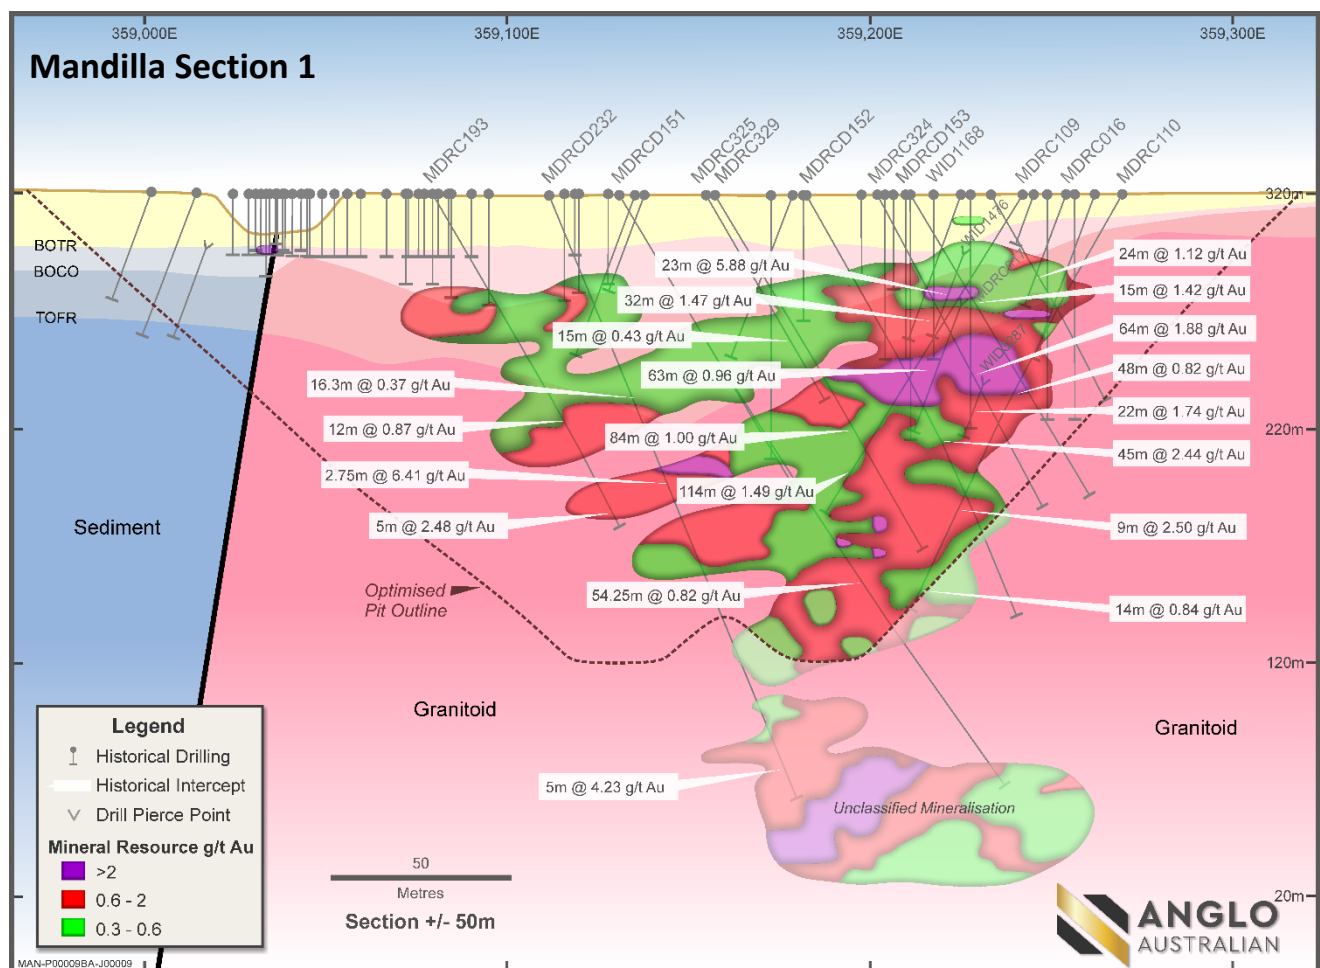 359,000E
359,100E
359,200E
359,300E
Mandilla Section 1
MDRC193
MDRCD232
MDRCD151
MDRC325
MDRC329
MDRCD152
MDRC324
MDRCD153
WID1168
MDRC109
MDRC016
MDRC110
320m
BOTR
BOCO
TOFR
WID1476
23m @ 5.88 g/t Au
24m @ 1.12 g/t Au
32m @ 1.47 g/t Au
15m @ 1.42 g/t Au
15m @ 0.43 g/t Au
64m @ 1.88 g/t Au
63m @ 0.96 g/t Au
48m @ 0.82 g/t Au
16.3m @ 0.37 g/t Au
22m @ 1.74 g/t Au
12m @ 0.87 g/t Au
84m @ 1.00 g/t Au
220m
45m @ 2.44 g/t Au
2.75m @ 6.41 g/t Au
114m @ 1.49 g/t Au
5m @ 2.48 g/t Au
9m @ 2.50 g/t Au
Sediment
Optimised
Pit Outline
54.25m @ 0.82 g/t Au
14m @ 0.84 g/t Au
120m
Granitoid
Granitoid
5m @ 4.23 g/t Au
Unclassified Mineralisation
Legend
Historical Drilling
Historical Intercept
Drill Pierce Point
Mineral Resource g/t Au
>2
0.6 - 2
0.3 - 0.6
50
Metres
Section +/- 50m
20m
ANGLO
AUSTRALIAN
MAN-P00009BA-J00009